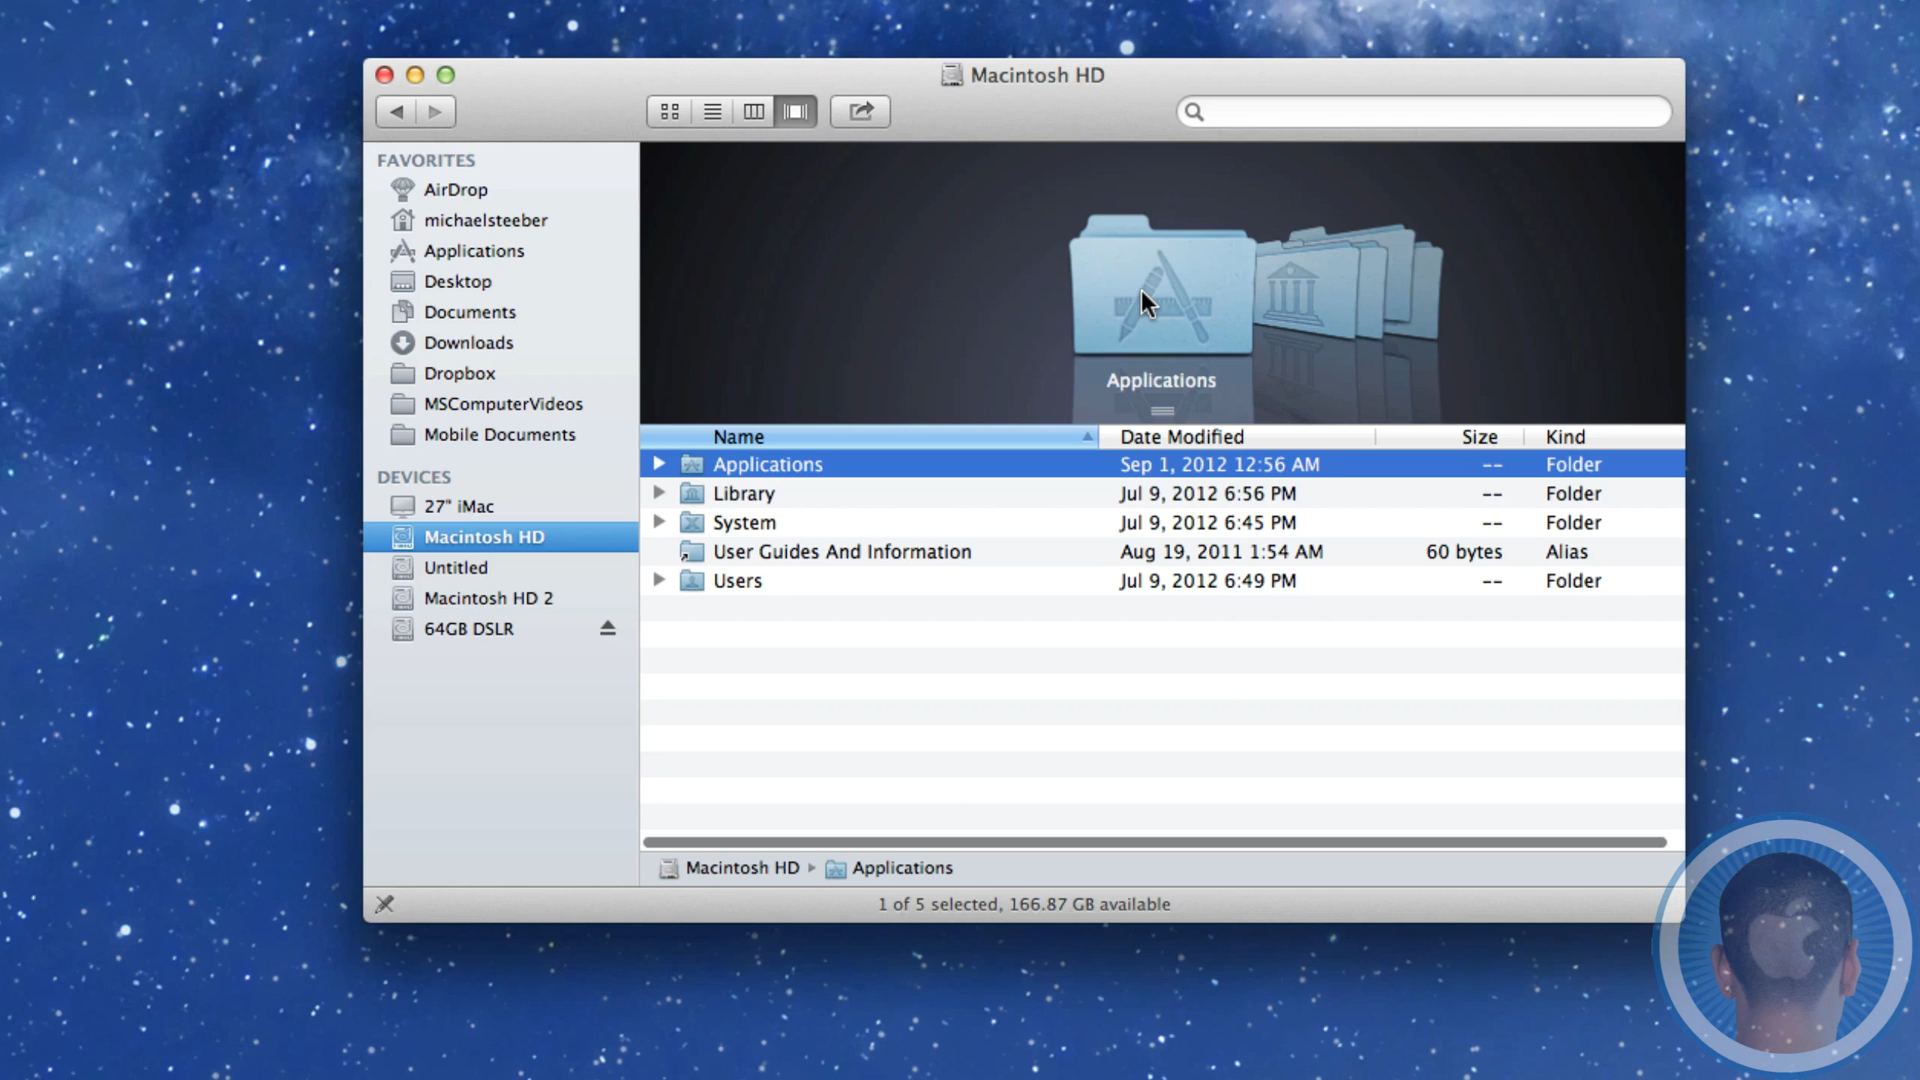 Macintosh HD
FAVORITES
AirDrop
michaelsteeber
Applications
Desktop
Documents
Downloads
Dropbox
MSComputerVideos
Mobile Documents
DEVICES
27" iMac
Macintosh HD
Untitled
Macintosh HD 2
64GB DSLR
Applications
Name Date Modified Size Kind
Applications Sep 1, 2012 12:56 AM -- Folder
Library Jul 9, 2012 6:56 PM -- Folder
System Jul 9, 2012 6:45 PM -- Folder
User Guides And Information Aug 19, 2011 1:54 AM 60 bytes Alias
Users Jul 9, 2012 6:49 PM -- Folder
Macintosh HD Applications
1 of 5 selected, 166.87 GB available